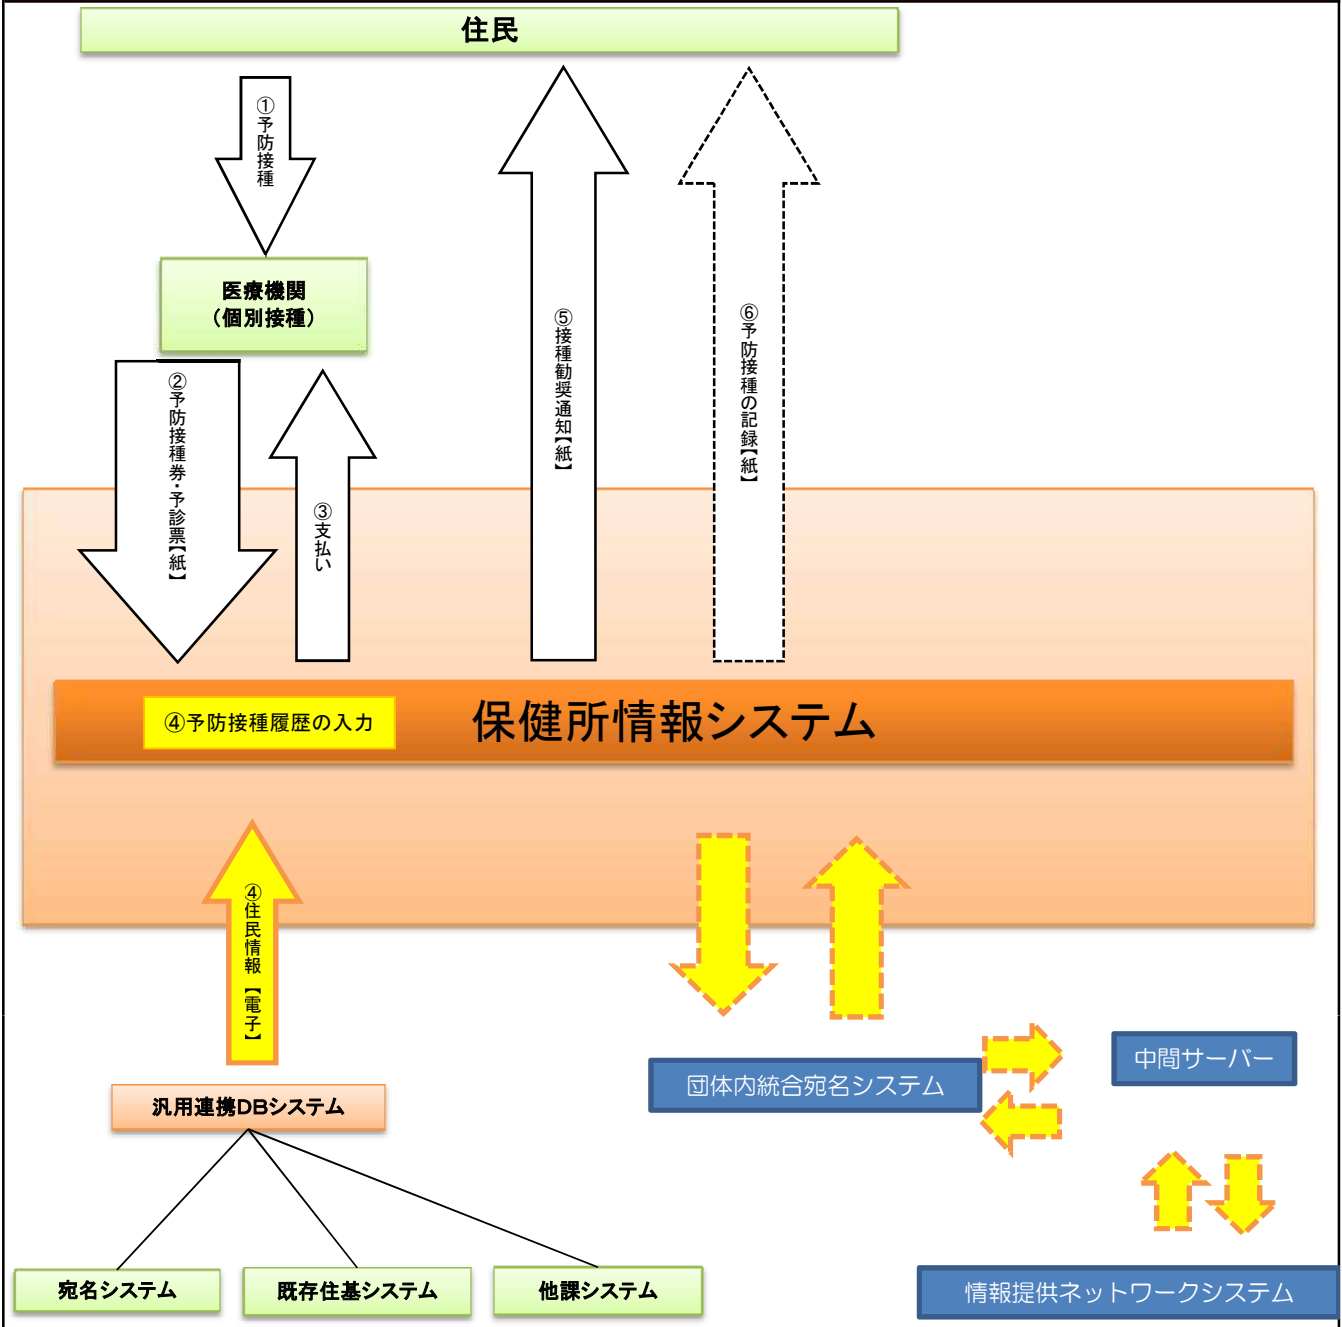 住民
①予防接種
医療機関
（個別接種）
②予防接種券・予診票【紙】
③支払い
⑤接種勧奨通知【紙】
⑥予防接種の記録【紙】
④予防接種履歴の入力
保健所情報システム
④住民情報【電子】
汎用連携DBシステム
団体内統合宛名システム
中間サーバー
宛名システム
既存住基システム
他課システム
情報提供ネットワークシステム